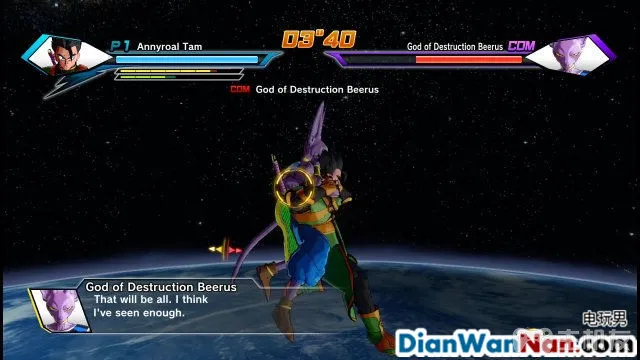 P1 Annyroal Tam
03"40
God of Destruction Beerus COM
COM God of Destruction Beerus
God of Destruction Beerus
That will be all. I think
I've seen enough.
电玩男
DianWanNan.com